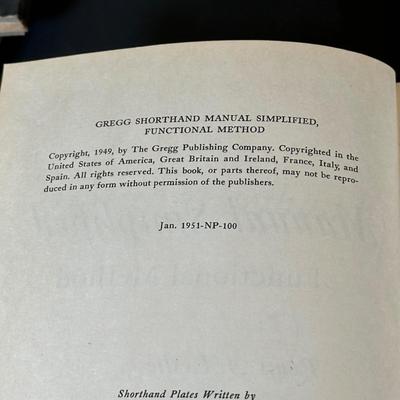 GREGG SHORTHAND MANUAL SIMPLIFIED,
FUNCTIONAL METHOD
Copyright, 1949, by The Gregg Publishing Company. Copyrighted in the
United States of America, Great Britain and Ireland, France, Italy, and
Spain. All rights reserved. This book, or parts thereof, may not be repro-
duced in any form without permission of the publishers.
Jan. 1951-NP-100
Shorthand Plates Written by